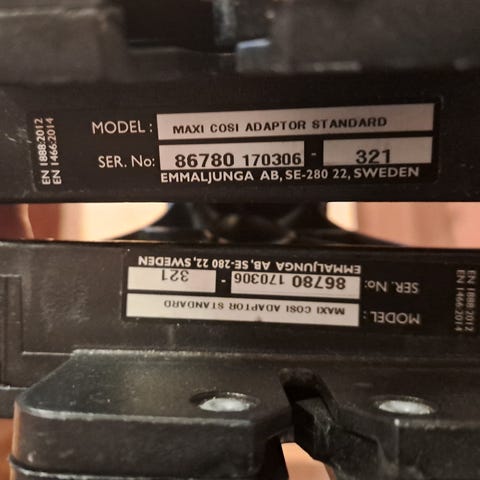 EN 1888:2012
EN 1466:2014
MODEL: MAXI COSI ADAPTOR STANDARD
SER. No: 86780 170306 - 321
EMMALJUNGA AB, SE-280 22, SWEDEN
EN 1888:2012
EN 1466:2014
MODEL: MAXI COSI ADAPTOR STANDARD
SER. No: 86780 170306 - 321
EMMALJUNGA AB, SE-280 22, SWEDEN